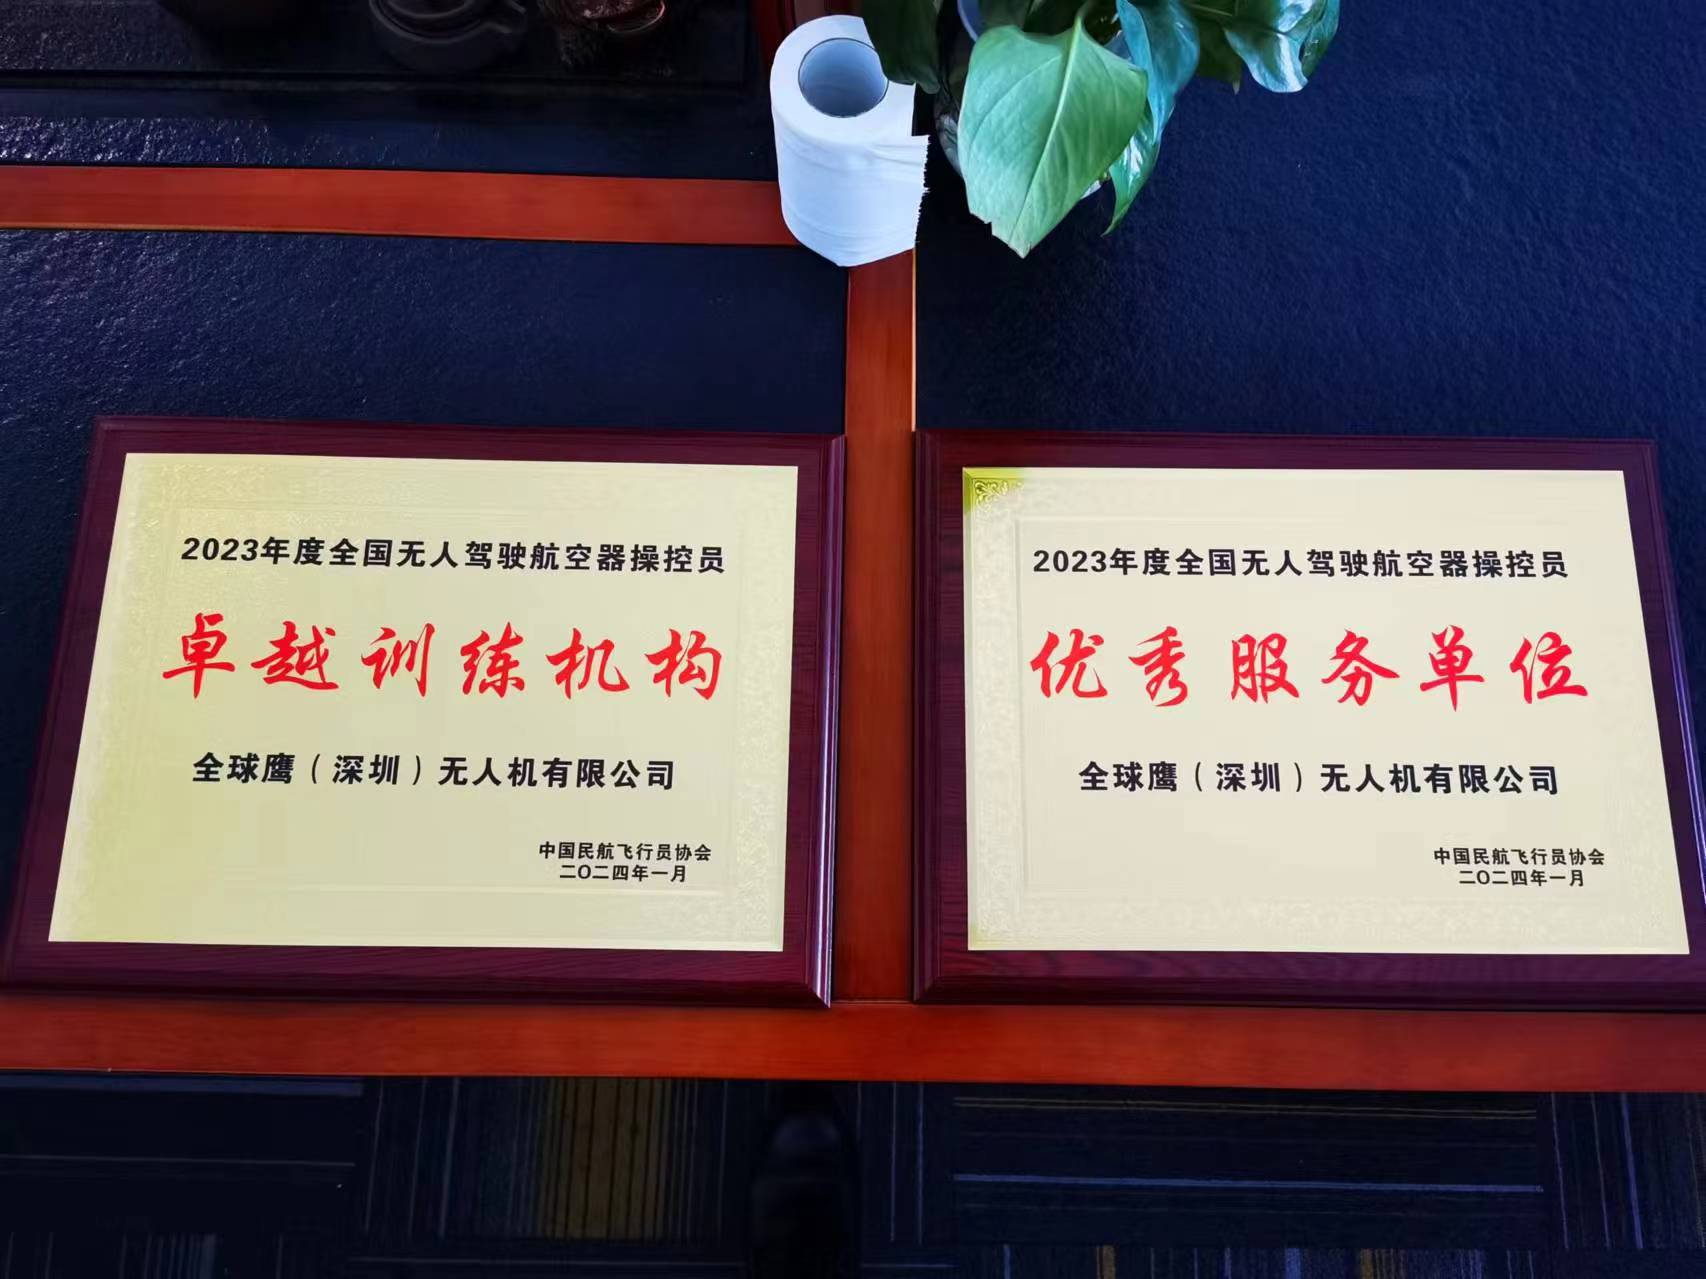 2023年度全国无人驾驶航空器操控员
卓越训练机构
全球鹰（深圳）无人机有限公司
中国民航飞行员协会
二〇二四年一月
2023年度全国无人驾驶航空器操控员
优秀服务单位
全球鹰（深圳）无人机有限公司
中国民航飞行员协会
二〇二四年一月